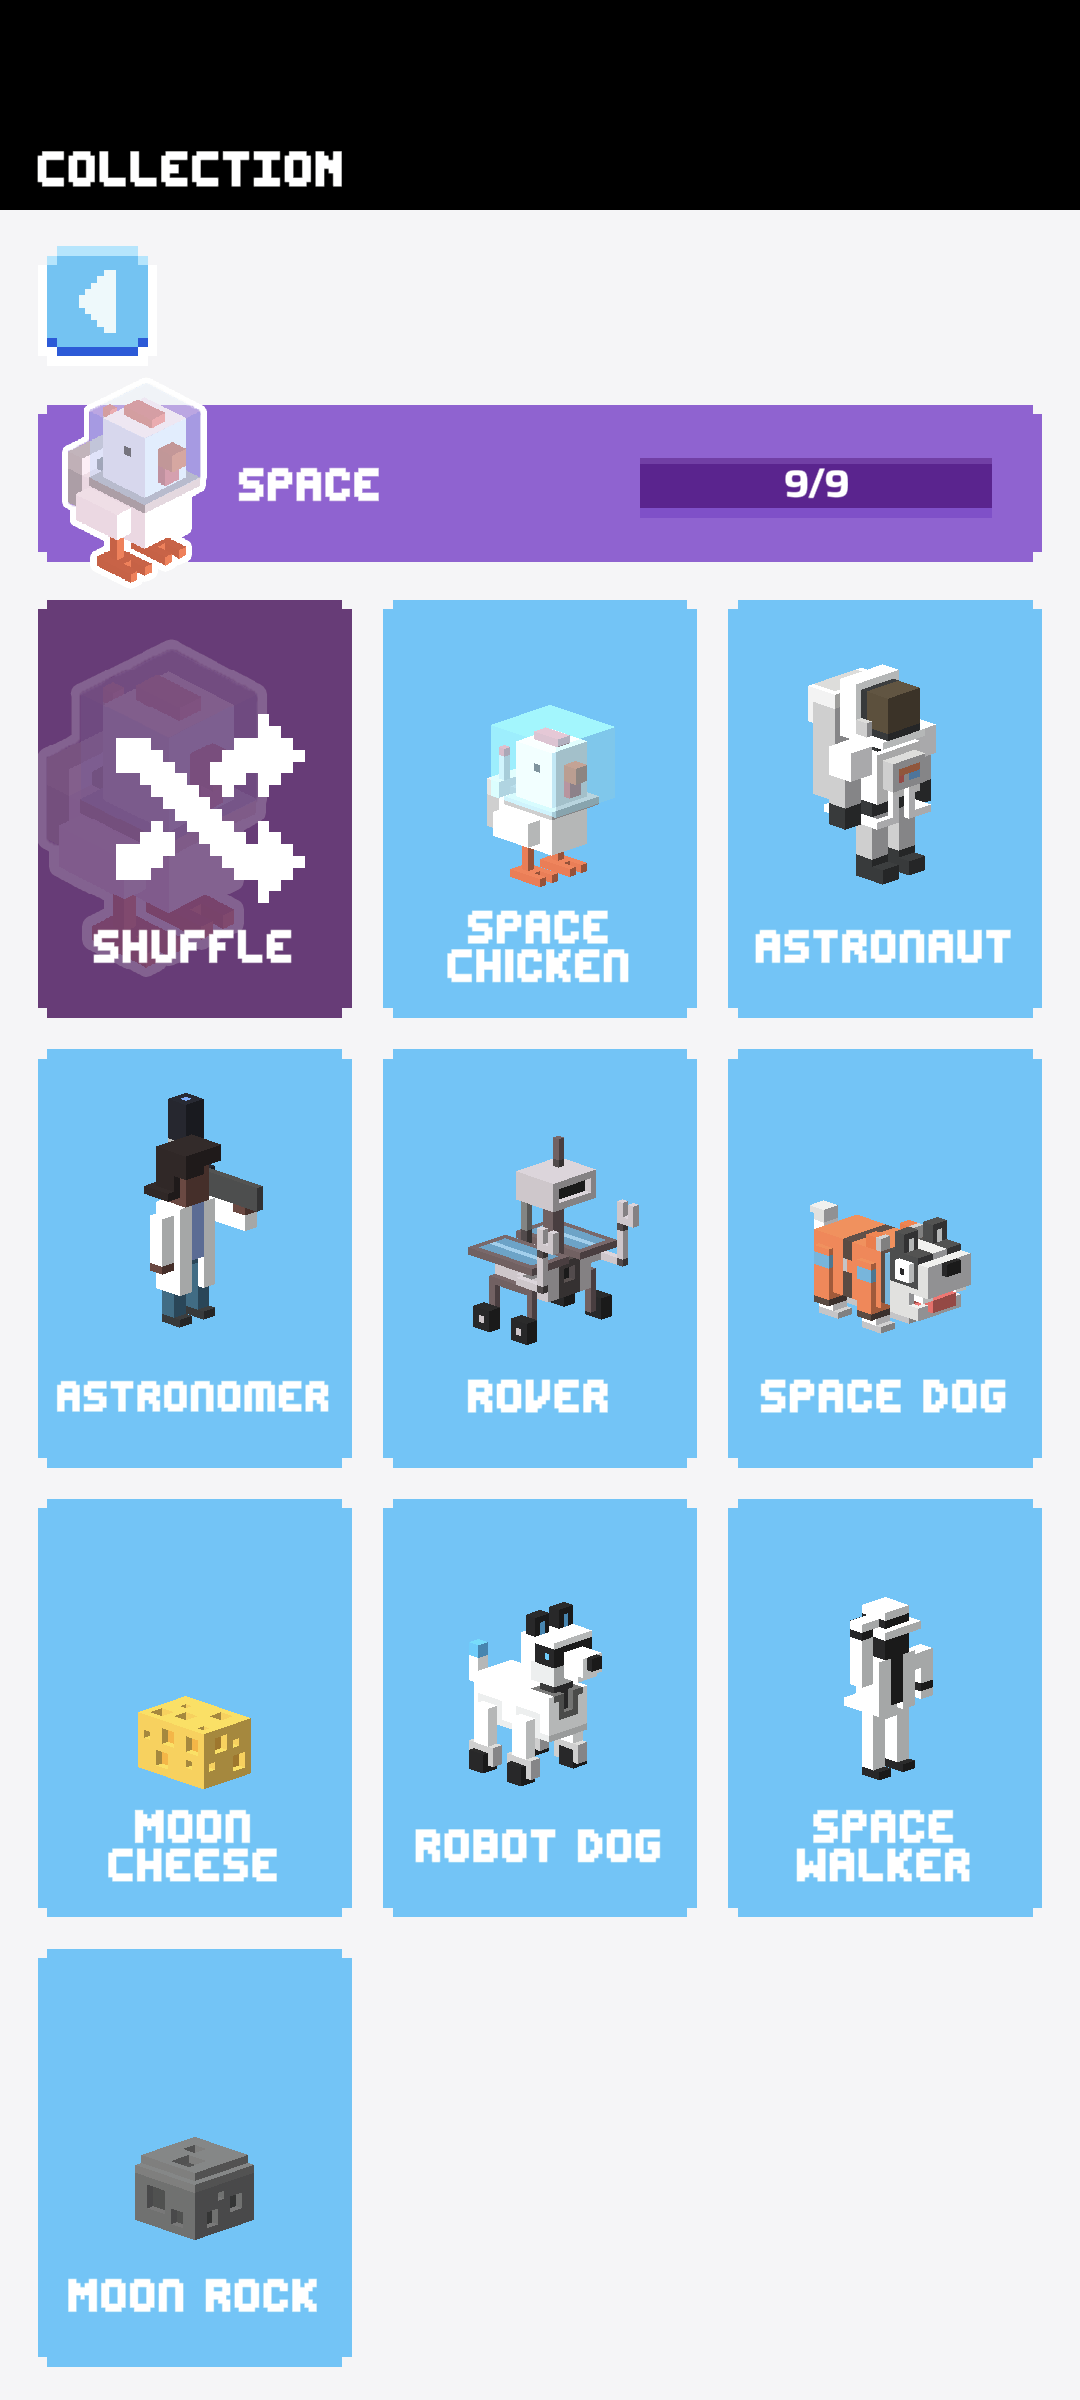 COLLECTION
SPACE
9/9
SHUFFLE
SPACE
CHICKEN
ASTRONAUT
ASTRONOMER
ROVER
SPACE DOG
MOON
CHEESE
ROBOT DOG
SPACE
WALKER
MOON ROCK